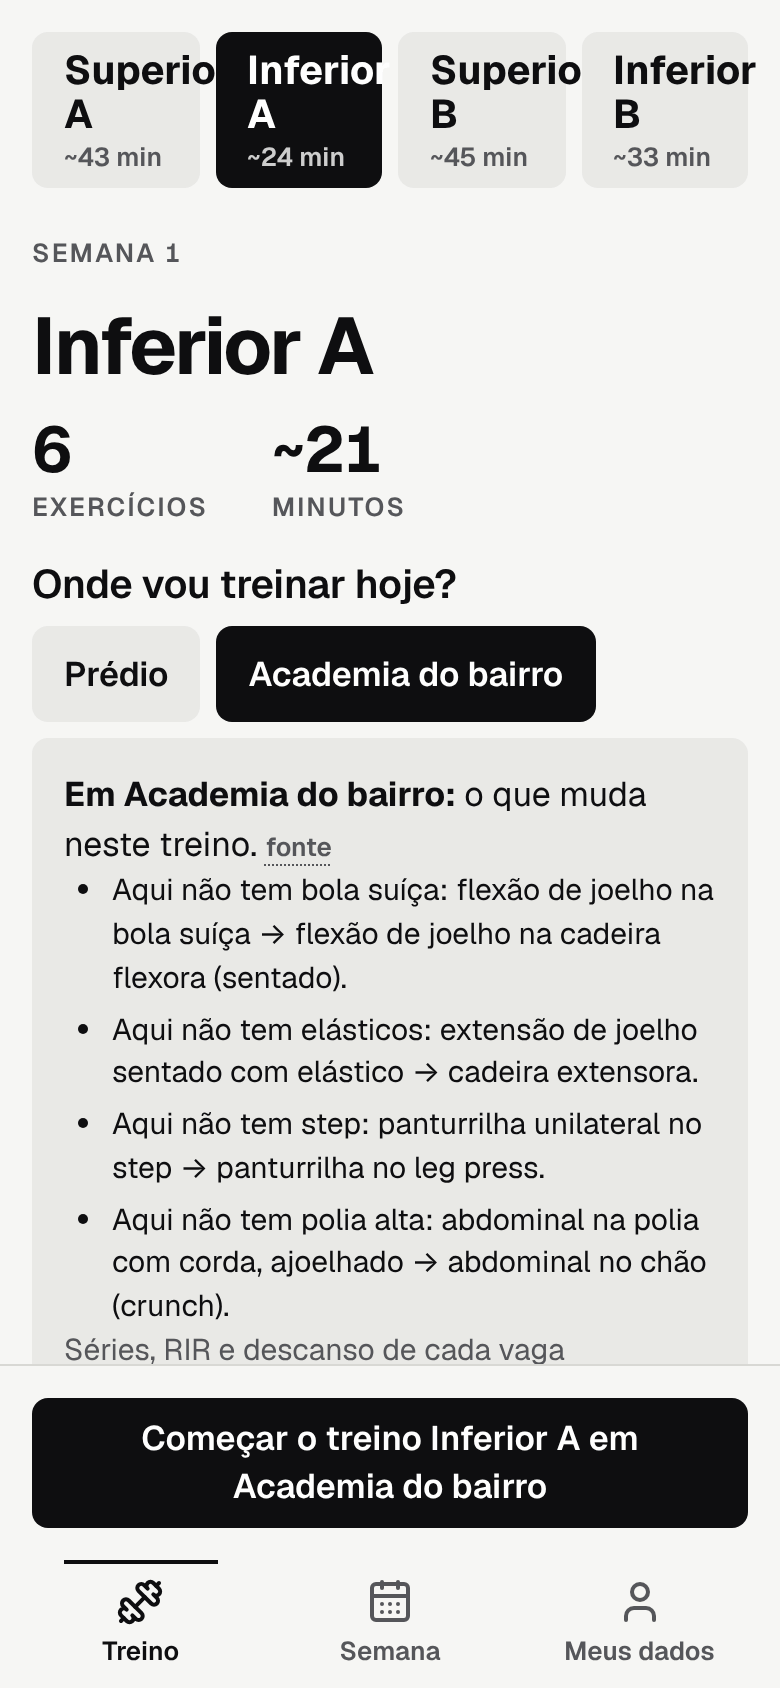 Superio
A
~43 min
Inferior
A
~24 min
Superio
B
~45 min
Inferior
B
~33 min
SEMANA 1
Inferior A
6
EXERCÍCIOS
~21
MINUTOS
Onde vou treinar hoje?
Prédio
Academia do bairro
Em Academia do bairro: o que muda
neste treino. fonte
• Aqui não tem bola suíça: flexão de joelho na
bola suíça → flexão de joelho na cadeira
flexora (sentado).
• Aqui não tem elásticos: extensão de joelho
sentado com elástico → cadeira extensora.
• Aqui não tem step: panturrilha unilateral no
step → panturrilha no leg press.
• Aqui não tem polia alta: abdominal na polia
com corda, ajoelhado → abdominal no chão
(crunch).
Séries, RIR e descanso de cada vaga
Começar o treino Inferior A em
Academia do bairro
Treino
Semana
Meus dados